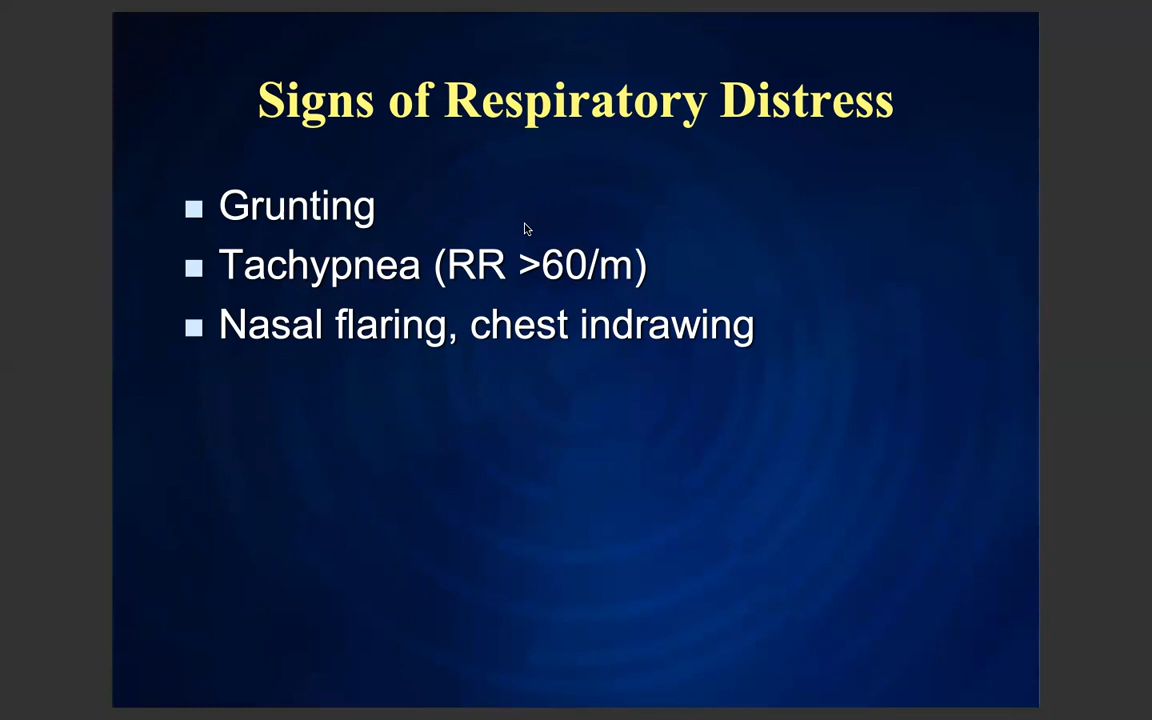 Signs of Respiratory Distress
Grunting
Tachypnea (RR >60/m)
Nasal flaring, chest indrawing